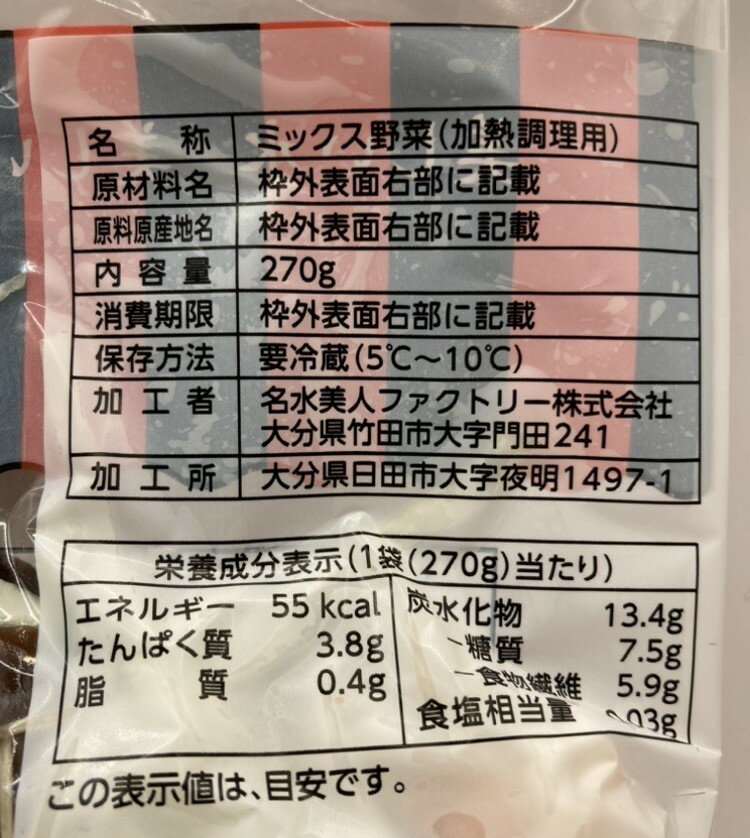 名称 ミックス野菜(加熱調理用)
原材料名 枠外表面右部に記載
原料原産地名 枠外表面右部に記載
内容量 270g
消費期限 枠外表面右部に記載
保存方法 要冷蔵(5℃～10℃)
加工者 名水美人ファクトリー株式会社
大分県竹田市大字門田241
加工所 大分県日田市大字夜明1497-1
栄養成分表示(1袋(270g)当たり)
エネルギー 55kcal
たんぱく質 3.8g
脂質 0.4g
炭水化物 13.4g
-糖質 7.5g
-食物繊維 5.9g
食塩相当量
この表示値は、目安です。